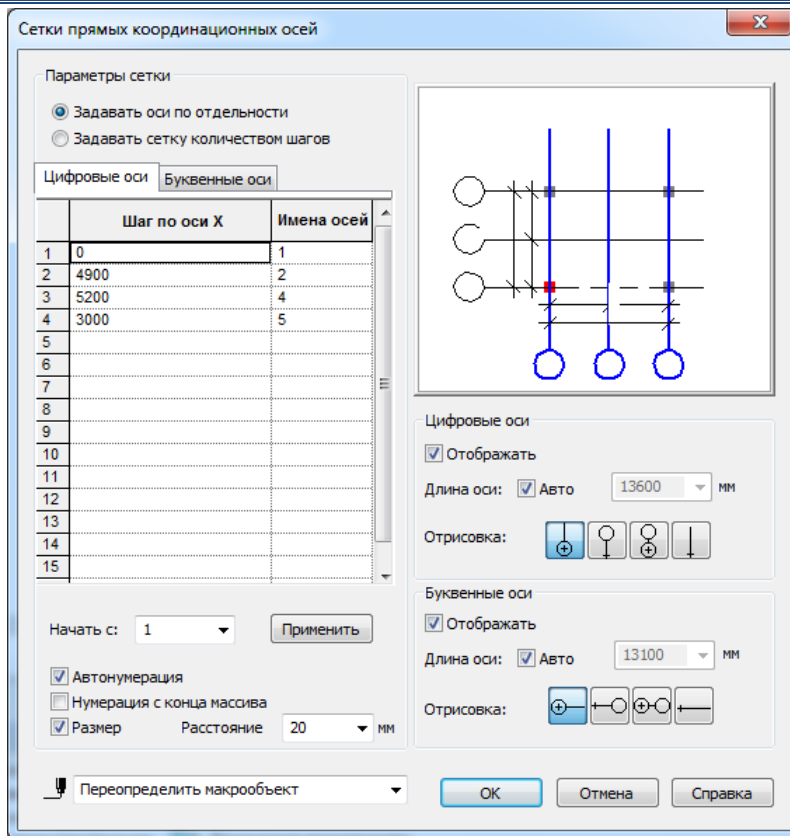 Сетки прямых координационных осей
Параметры сетки
Задавать оси по отдельности
Задавать сетку количеством шагов
Цифровые оси Буквенные оси
Шаг по оси X Имена осей
1 0 1
2 4900 2
3 5200 4
4 3000 5
5
6
7
8
9
10
11
12
13
14
15
Начать с: 1 Применить
Автонумерация
Нумерация с конца массива
Размер Расстояние 20 мм
Цифровые оси
Отображать
Длина оси: Авто 13600 мм
Отрисовка:
Буквенные оси
Отображать
Длина оси: Авто 13100 мм
Отрисовка:
Переопределить макрообъект ОК Отмена Справка